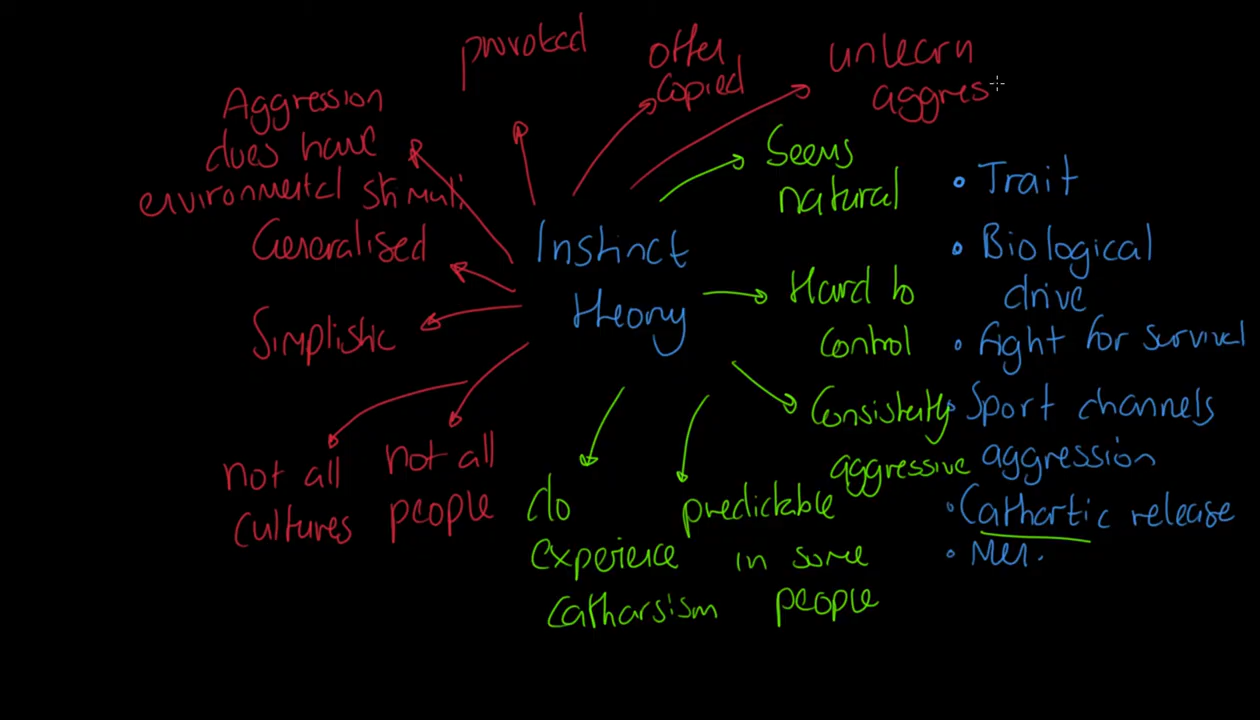 Instinct
theory
provoked
often
copied
unlearn
aggres
Aggression
does have
environmental stimuli
Generalised
Simplistic
not all
cultures
not all
people
Seems
natural
Hard to
control
Consistently
aggressive
predictable
in some
people
do
experience
Catharsism
• Trait
• Biological
drive
• fight for survival
• Sport channels
aggression
• Cathartic release
• Men.